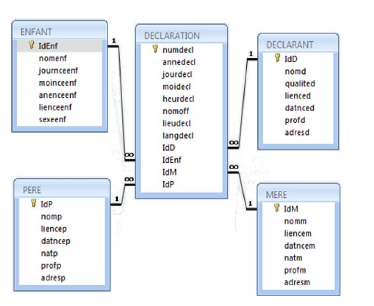 ENFANT
IdEnf
nomenf
journceenf
moinceenf
anenceenf
lienceenf
sexeenf
1
∞
DECLARATION
numdecl
annedecl
jourdecl
moidecl
heurdecl
nomoff
lieudecl
langdecl
IdD
IdEnf
IdM
IdP
1
∞
DECLARANT
IdD
nomd
qualited
lienced
datnced
profd
adresd
PERE
IdP
nomp
liencep
datncep
natp
profp
adresp
1
∞
MERE
IdM
nomm
liencem
datncem
natm
profm
adresm
1
∞